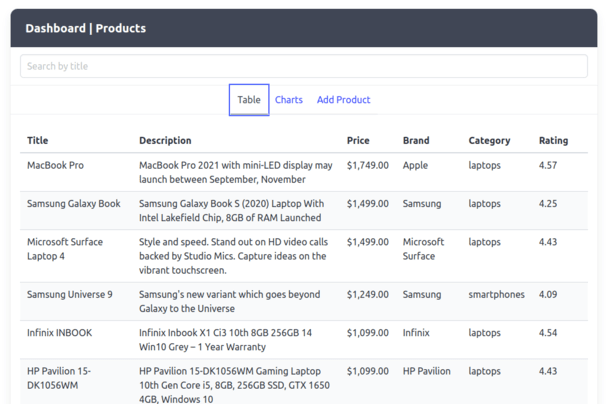 Dashboard | Products
Search by title
Table Charts Add Product
Title Description Price Brand Category Rating
MacBook Pro MacBook Pro 2021 with mini-LED display may $1,749.00 Apple laptops 4.57
launch between September, November
Samsung Galaxy Book Samsung Galaxy Book S (2020) Laptop With $1,499.00 Samsung laptops 4.25
Intel Lakefield Chip, 8GB of RAM Launched
Microsoft Surface Style and speed. Stand out on HD video calls $1,499.00 Microsoft laptops 4.43
Laptop 4 backed by Studio Mics. Capture ideas on the Surface
vibrant touchscreen.
Samsung Universe 9 Samsung's new variant which goes beyond $1,249.00 Samsung smartphones 4.09
Galaxy to the Universe
Infinix INBOOK Infinix Inbook X1 Ci3 10th 8GB 256GB 14 $1,099.00 Infinix laptops 4.54
Win10 Grey – 1 Year Warranty
HP Pavilion 15- HP Pavilion 15-DK1056WM Gaming Laptop $1,099.00 HP Pavilion laptops 4.43
DK1056WM 10th Gen Core i5, 8GB, 256GB SSD, GTX 1650
4GB, Windows 10